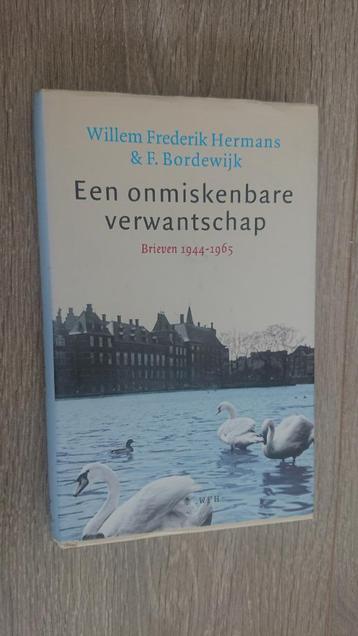 Willem Frederik Hermans
& F. Bordewijk
Een onmiskenbare
verwantschap
Brieven 1944-1965
WFH